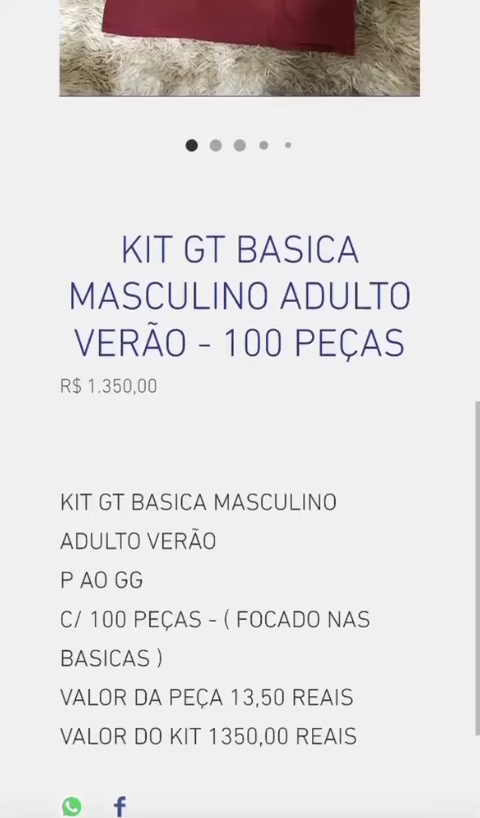 KIT GT BASICA
MASCULINO ADULTO
VERÃO - 100 PEÇAS
R$ 1.350,00
KIT GT BASICA MASCULINO
ADULTO VERÃO
P AO GG
C/ 100 PEÇAS - ( FOCADO NAS
BASICAS )
VALOR DA PEÇA 13,50 REAIS
VALOR DO KIT 1350,00 REAIS